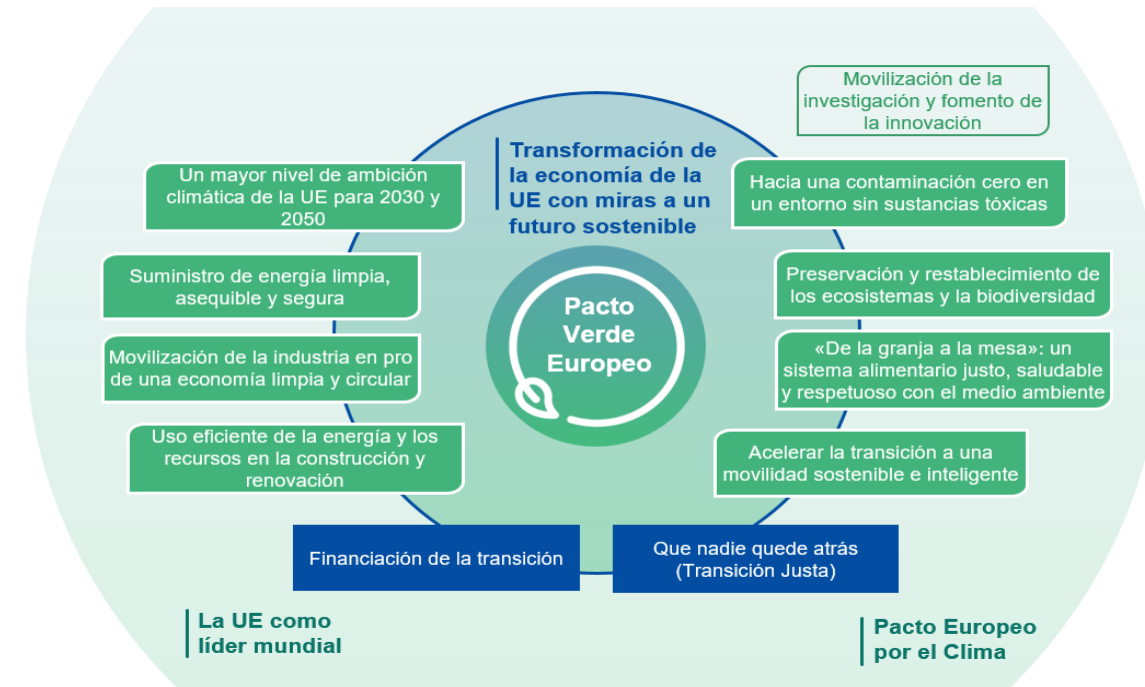 Movilización de la
investigación y fomento de
la innovación
Transformación de
la economía de la
UE con miras a un
futuro sostenible
Un mayor nivel de ambición
climática de la UE para 2030 y
2050
Hacia una contaminación cero en
un entorno sin sustancias tóxicas
Suministro de energía limpia,
asequible y segura
Preservación y restablecimiento de
los ecosistemas y la biodiversidad
Pacto
Verde
Europeo
Movilización de la industria en pro
de una economía limpia y circular
«De la granja a la mesa»: un
sistema alimentario justo, saludable
y respetuoso con el medio ambiente
Uso eficiente de la energía y los
recursos en la construcción y
renovación
Acelerar la transición a una
movilidad sostenible e inteligente
Financiación de la transición
Que nadie quede atrás
(Transición Justa)
La UE como
líder mundial
Pacto Europeo
por el Clima